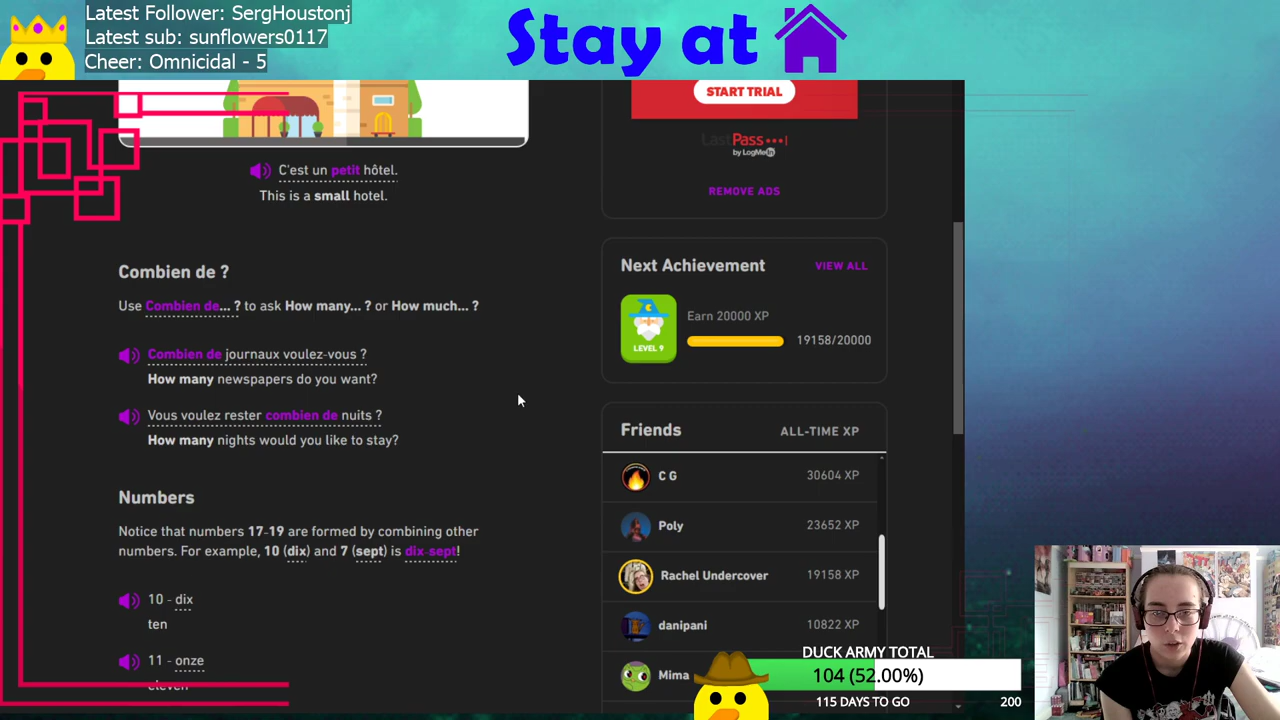 Latest Follower: SergHoustonj
Latest sub: sunflowers0117
Cheer: Omnicidal - 5
Stay at
START TRIAL
LastPass
by LogMeIn
REMOVE ADS
C'est un petit hôtel.
This is a small hotel.
Combien de ?
Use Combien de... ? to ask How many... ? or How much... ?
Combien de journaux voulez-vous ?
How many newspapers do you want?
Vous voulez rester combien de nuits ?
How many nights would you like to stay?
Numbers
Notice that numbers 17-19 are formed by combining other
numbers. For example, 10 (dix) and 7 (sept) is dix-sept!
10 - dix
ten
11 - onze
eleven
Next Achievement
VIEW ALL
LEVEL 9
Earn 20000 XP
19158/20000
Friends
ALL-TIME XP
C G
30604 XP
Poly
23652 XP
Rachel Undercover
19158 XP
danipani
10822 XP
Mima
DUCK ARMY TOTAL
104 (52.00%)
115 DAYS TO GO
200